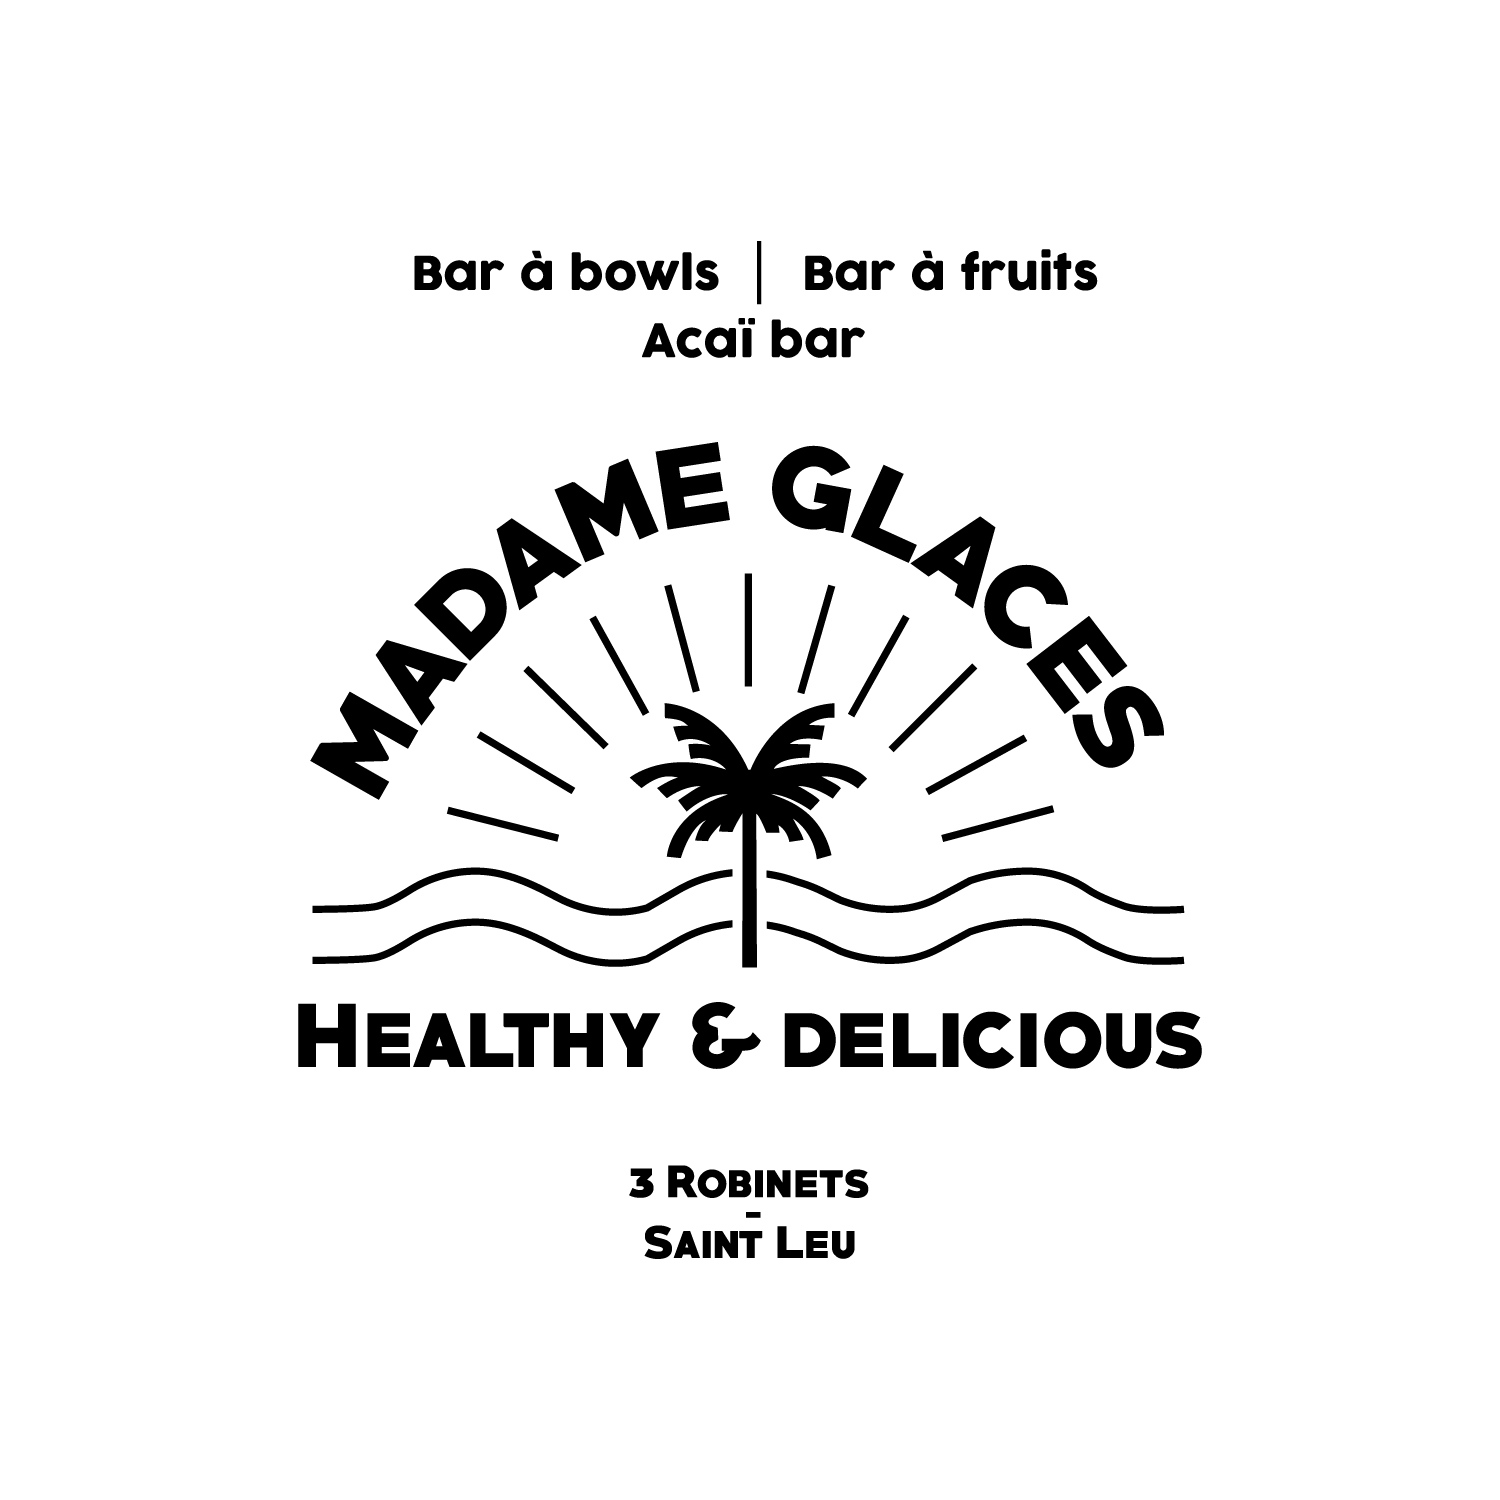 Bar à bowls | Bar à fruits
Acaï bar
MADAME GLACES
HEALTHY & DELICIOUS
3 ROBINETS
-
SAINT LEU